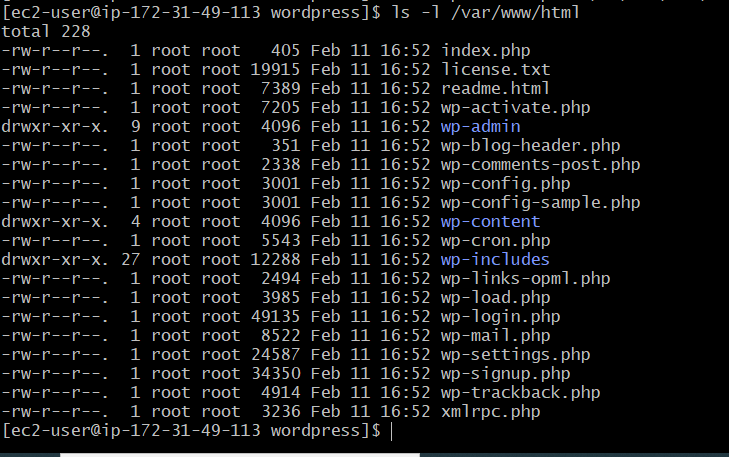 [ec2-user@ip-172-31-49-113 wordpress]$ ls -l /var/www/html
total 228
-rw-r--r--.  1 root root   405 Feb 11 16:52 index.php
-rw-r--r--.  1 root root 19915 Feb 11 16:52 license.txt
-rw-r--r--.  1 root root  7389 Feb 11 16:52 readme.html
-rw-r--r--.  1 root root  7205 Feb 11 16:52 wp-activate.php
drwxr-xr-x.  9 root root  4096 Feb 11 16:52 wp-admin
-rw-r--r--.  1 root root   351 Feb 11 16:52 wp-blog-header.php
-rw-r--r--.  1 root root  2338 Feb 11 16:52 wp-comments-post.php
-rw-r--r--.  1 root root  3001 Feb 11 16:52 wp-config.php
-rw-r--r--.  1 root root  3001 Feb 11 16:52 wp-config-sample.php
drwxr-xr-x.  4 root root  4096 Feb 11 16:52 wp-content
-rw-r--r--.  1 root root  5543 Feb 11 16:52 wp-cron.php
drwxr-xr-x. 27 root root 12288 Feb 11 16:52 wp-includes
-rw-r--r--.  1 root root  2494 Feb 11 16:52 wp-links-opml.php
-rw-r--r--.  1 root root  3985 Feb 11 16:52 wp-load.php
-rw-r--r--.  1 root root 49135 Feb 11 16:52 wp-login.php
-rw-r--r--.  1 root root  8522 Feb 11 16:52 wp-mail.php
-rw-r--r--.  1 root root 24587 Feb 11 16:52 wp-settings.php
-rw-r--r--.  1 root root 34350 Feb 11 16:52 wp-signup.php
-rw-r--r--.  1 root root  4914 Feb 11 16:52 wp-trackback.php
-rw-r--r--.  1 root root  3236 Feb 11 16:52 xmlrpc.php
[ec2-user@ip-172-31-49-113 wordpress]$